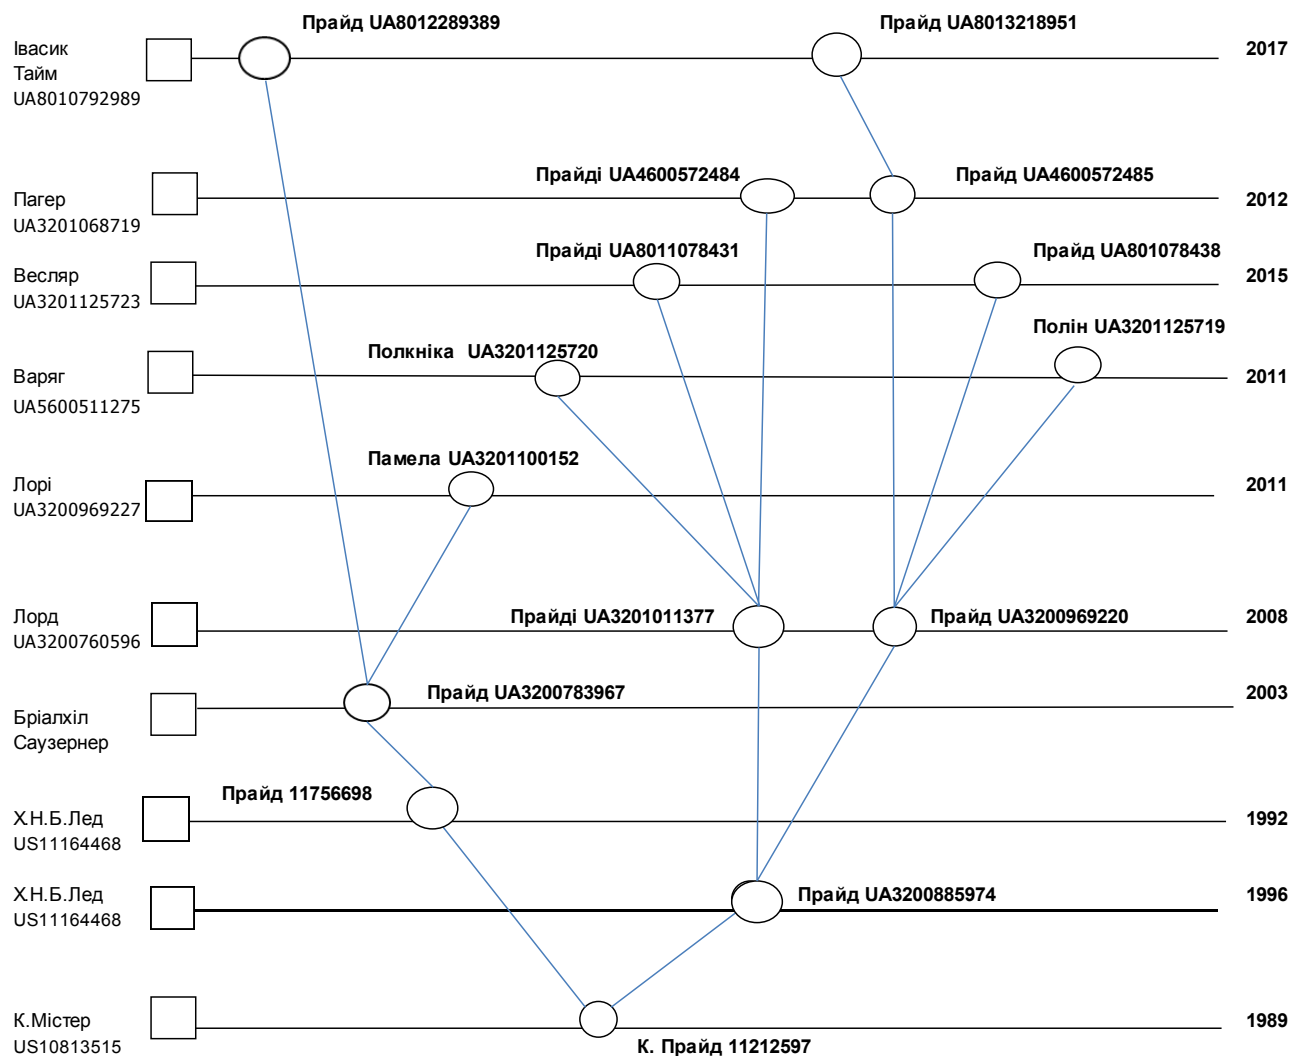 Прайд UA8012289389
Прайд UA8013218951
Івасик
Тайм
UA8010792989
2017
Прайді UA4600572484
Прайд UA4600572485
Пагер
UA3201068719
2012
Прайді UA8011078431
Прайд UA801078438
Весляр
UA3201125723
2015
Полін UA3201125719
Полкніка UA3201125720
Варяг
UA5600511275
2011
Памела UA3201100152
Лорі
UA3200969227
2011
Лорд
UA3200760596
Прайді UA3201011377
Прайд UA3200969220
2008
Прайд UA3200783967
2003
Бріалхіл
Саузернер
Прайд 11756698
Х.Н.Б.Лед
US11164468
1992
Х.Н.Б.Лед
US11164468
Прайд UA3200885974
1996
К.Містер
US10813515
1989
К. Прайд 11212597